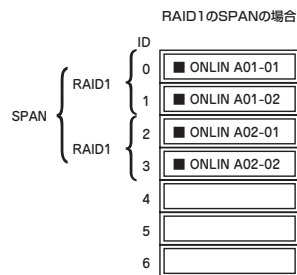 RAID1のSPANの場合
ID
0 ■ ONLIN A01-01
RAID1
1 ■ ONLIN A01-02
SPAN
2 ■ ONLIN A02-01
RAID1
3 ■ ONLIN A02-02
4
5
6